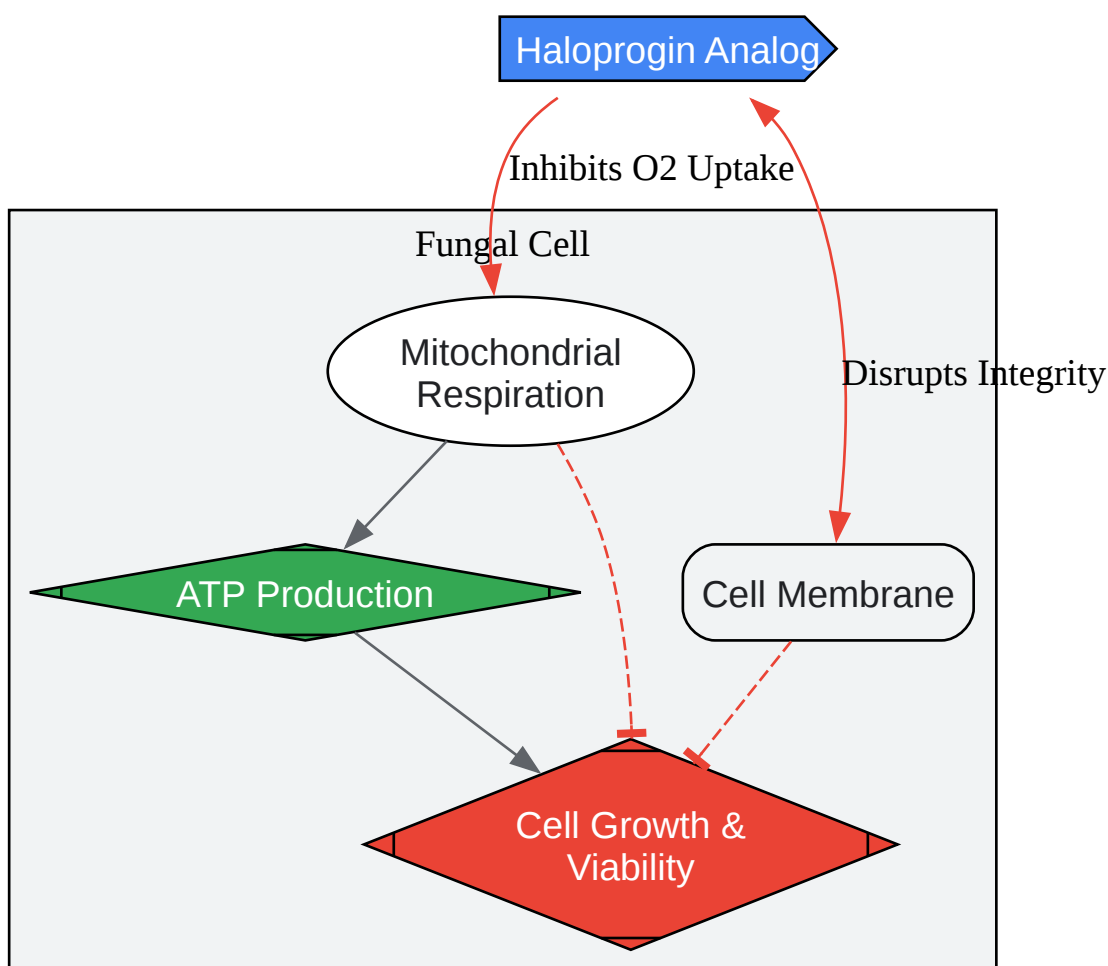 Haloprogin Analog
Inhibits O2 Uptake
Fungal Cell
Mitochondrial
Respiration
Disrupts Integrity
ATP Production
Cell Membrane
Cell Growth &
Viability